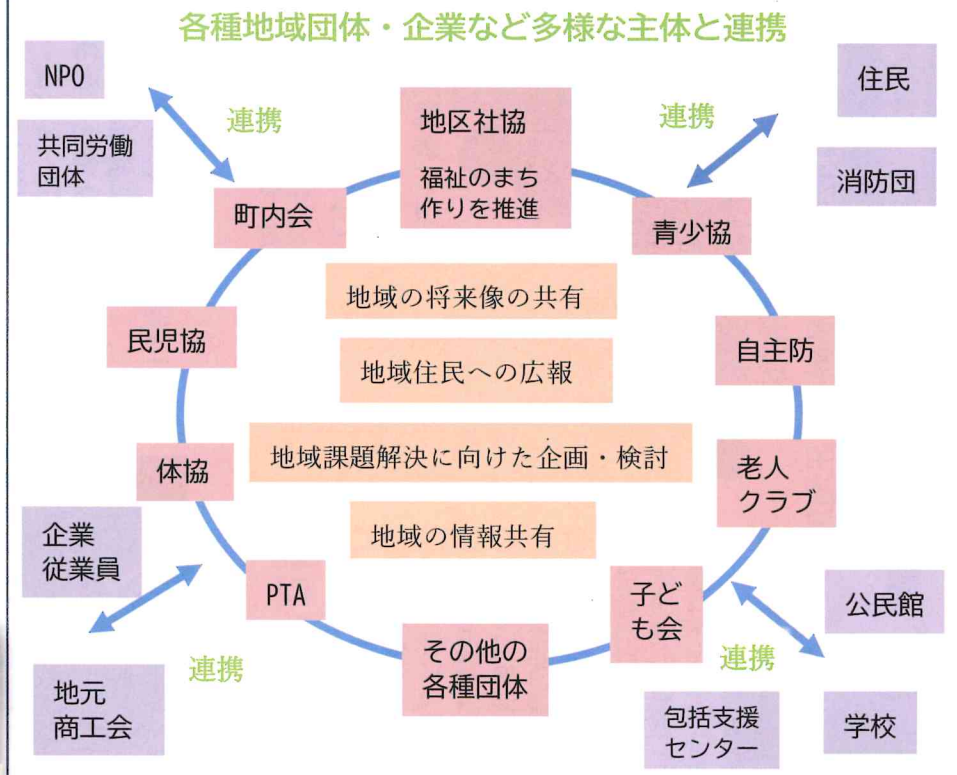 各種地域団体・企業など多様な主体と連携
NPO
共同労働
団体
連携
地区社協
福祉のまち
作りを推進
連携
住民
消防団
町内会
青少協
民児協
自主防
体協
老人
クラブ
PTA
子ど
も会
その他の
各種団体
地域の将来像の共有
地域住民への広報
地域課題解決に向けた企画・検討
地域の情報共有
企業
従業員
地元
商工会
連携
連携
公民館
包括支援
センター
学校